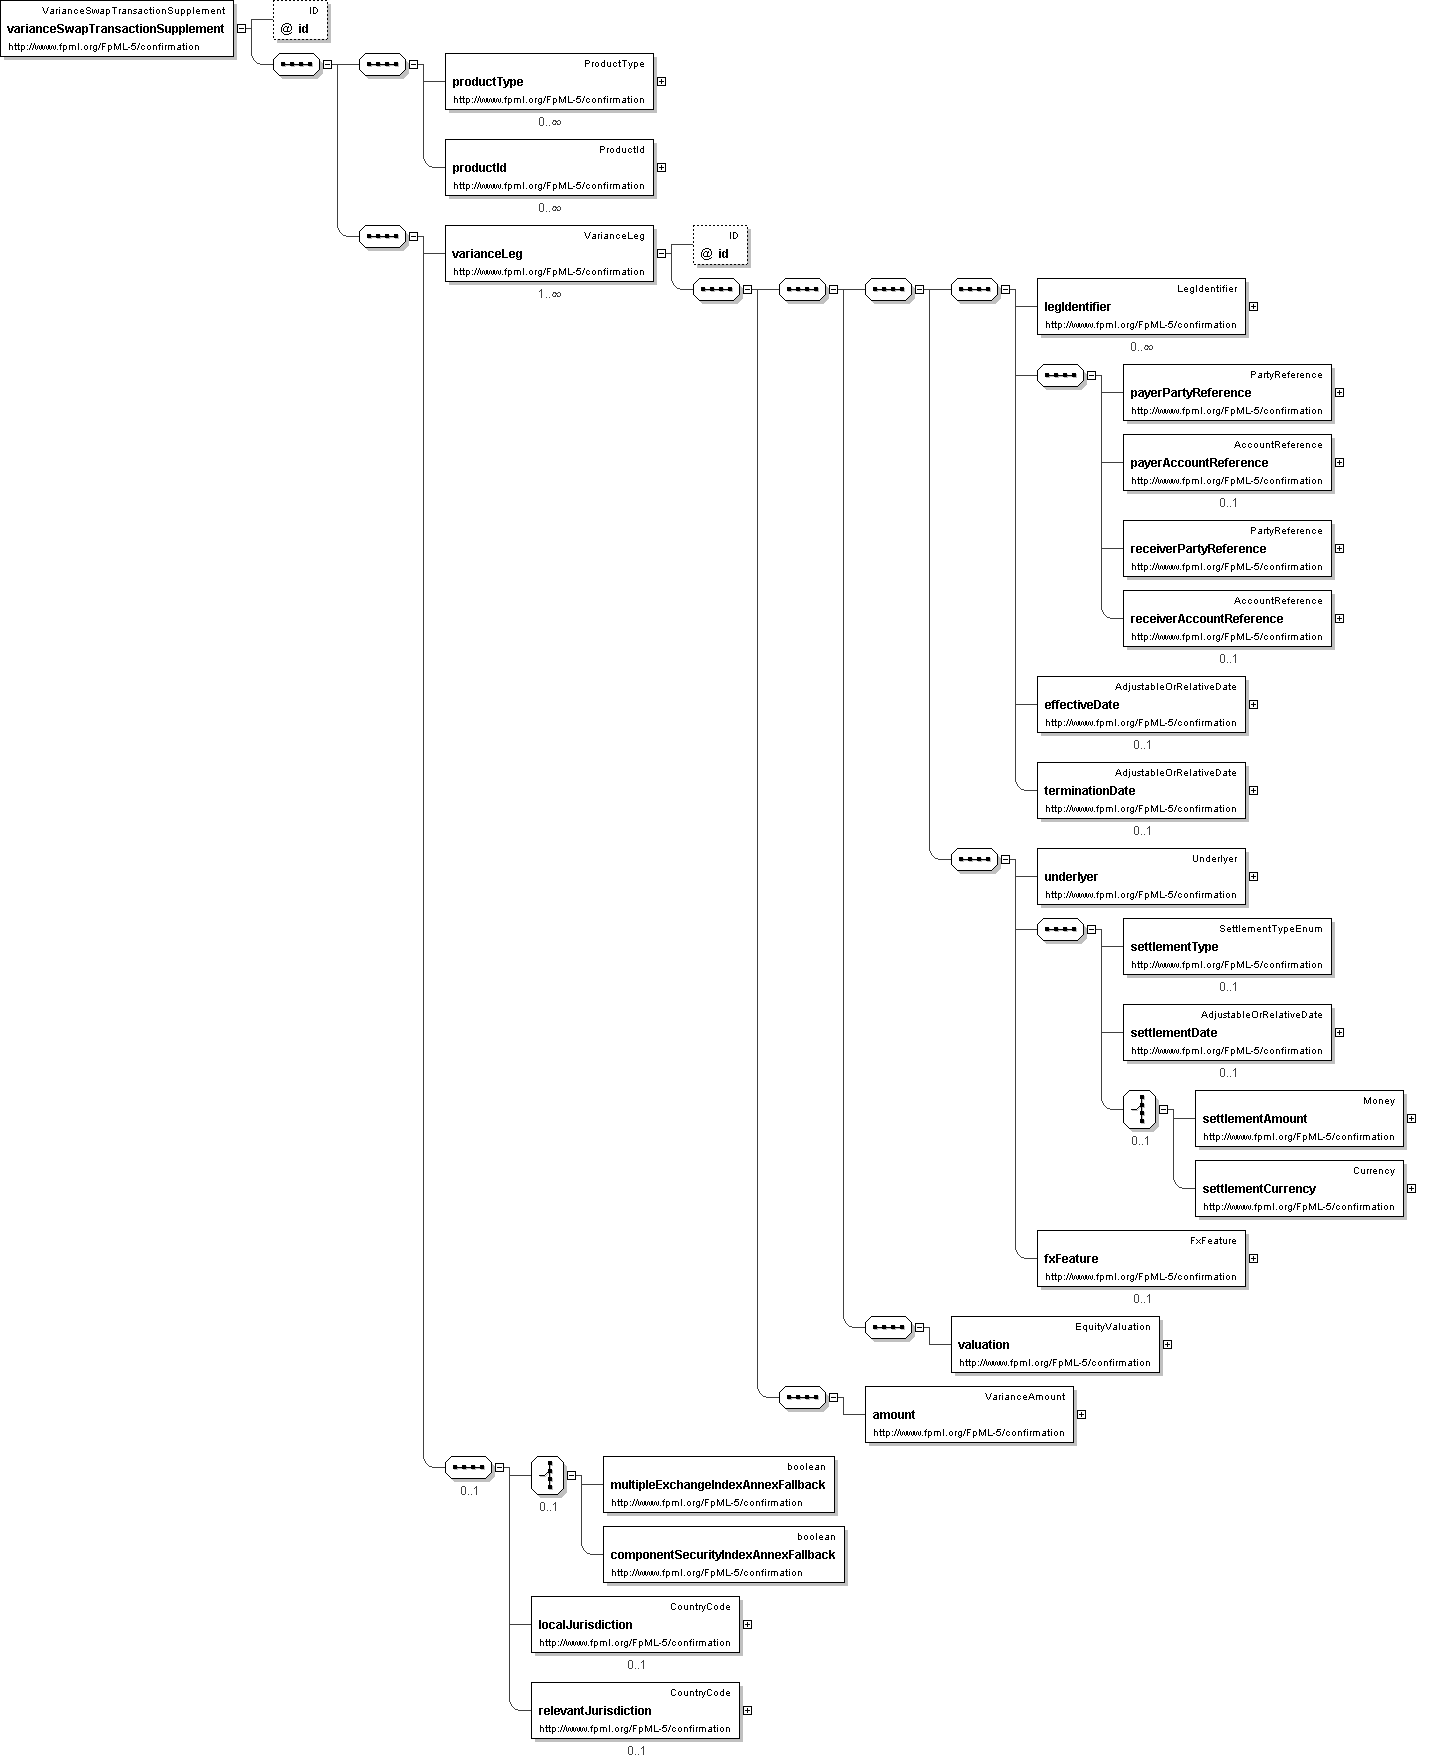 VarianceSwapTransactionSupplement
varianceSwapTransactionSupplement
http://www.fpml.org/FpML-5/confirmation
ID
@ id
ProductType
productType
http://www.fpml.org/FpML-5/confirmation
0..∞
ProductId
productId
http://www.fpml.org/FpML-5/confirmation
0..∞
VarianceLeg
varianceLeg
http://www.fpml.org/FpML-5/confirmation
1..∞
ID
@ id
LegIdentifier
legIdentifier
http://www.fpml.org/FpML-5/confirmation
0..∞
PartyReference
payerPartyReference
http://www.fpml.org/FpML-5/confirmation
AccountReference
payerAccountReference
http://www.fpml.org/FpML-5/confirmation
0..1
PartyReference
receiverPartyReference
http://www.fpml.org/FpML-5/confirmation
AccountReference
receiverAccountReference
http://www.fpml.org/FpML-5/confirmation
0..1
AdjustableOrRelativeDate
effectiveDate
http://www.fpml.org/FpML-5/confirmation
0..1
AdjustableOrRelativeDate
terminationDate
http://www.fpml.org/FpML-5/confirmation
0..1
Underlyer
underlyer
http://www.fpml.org/FpML-5/confirmation
SettlementTypeEnum
settlementType
http://www.fpml.org/FpML-5/confirmation
0..1
AdjustableOrRelativeDate
settlementDate
http://www.fpml.org/FpML-5/confirmation
0..1
0..1
Money
settlementAmount
http://www.fpml.org/FpML-5/confirmation
Currency
settlementCurrency
http://www.fpml.org/FpML-5/confirmation
FxFeature
fxFeature
http://www.fpml.org/FpML-5/confirmation
0..1
EquityValuation
valuation
http://www.fpml.org/FpML-5/confirmation
VarianceAmount
amount
http://www.fpml.org/FpML-5/confirmation
0..1
0..1
boolean
multipleExchangeIndexAnnexFallback
http://www.fpml.org/FpML-5/confirmation
boolean
componentSecurityIndexAnnexFallback
http://www.fpml.org/FpML-5/confirmation
CountryCode
localJurisdiction
http://www.fpml.org/FpML-5/confirmation
0..1
CountryCode
relevantJurisdiction
http://www.fpml.org/FpML-5/confirmation
0..1